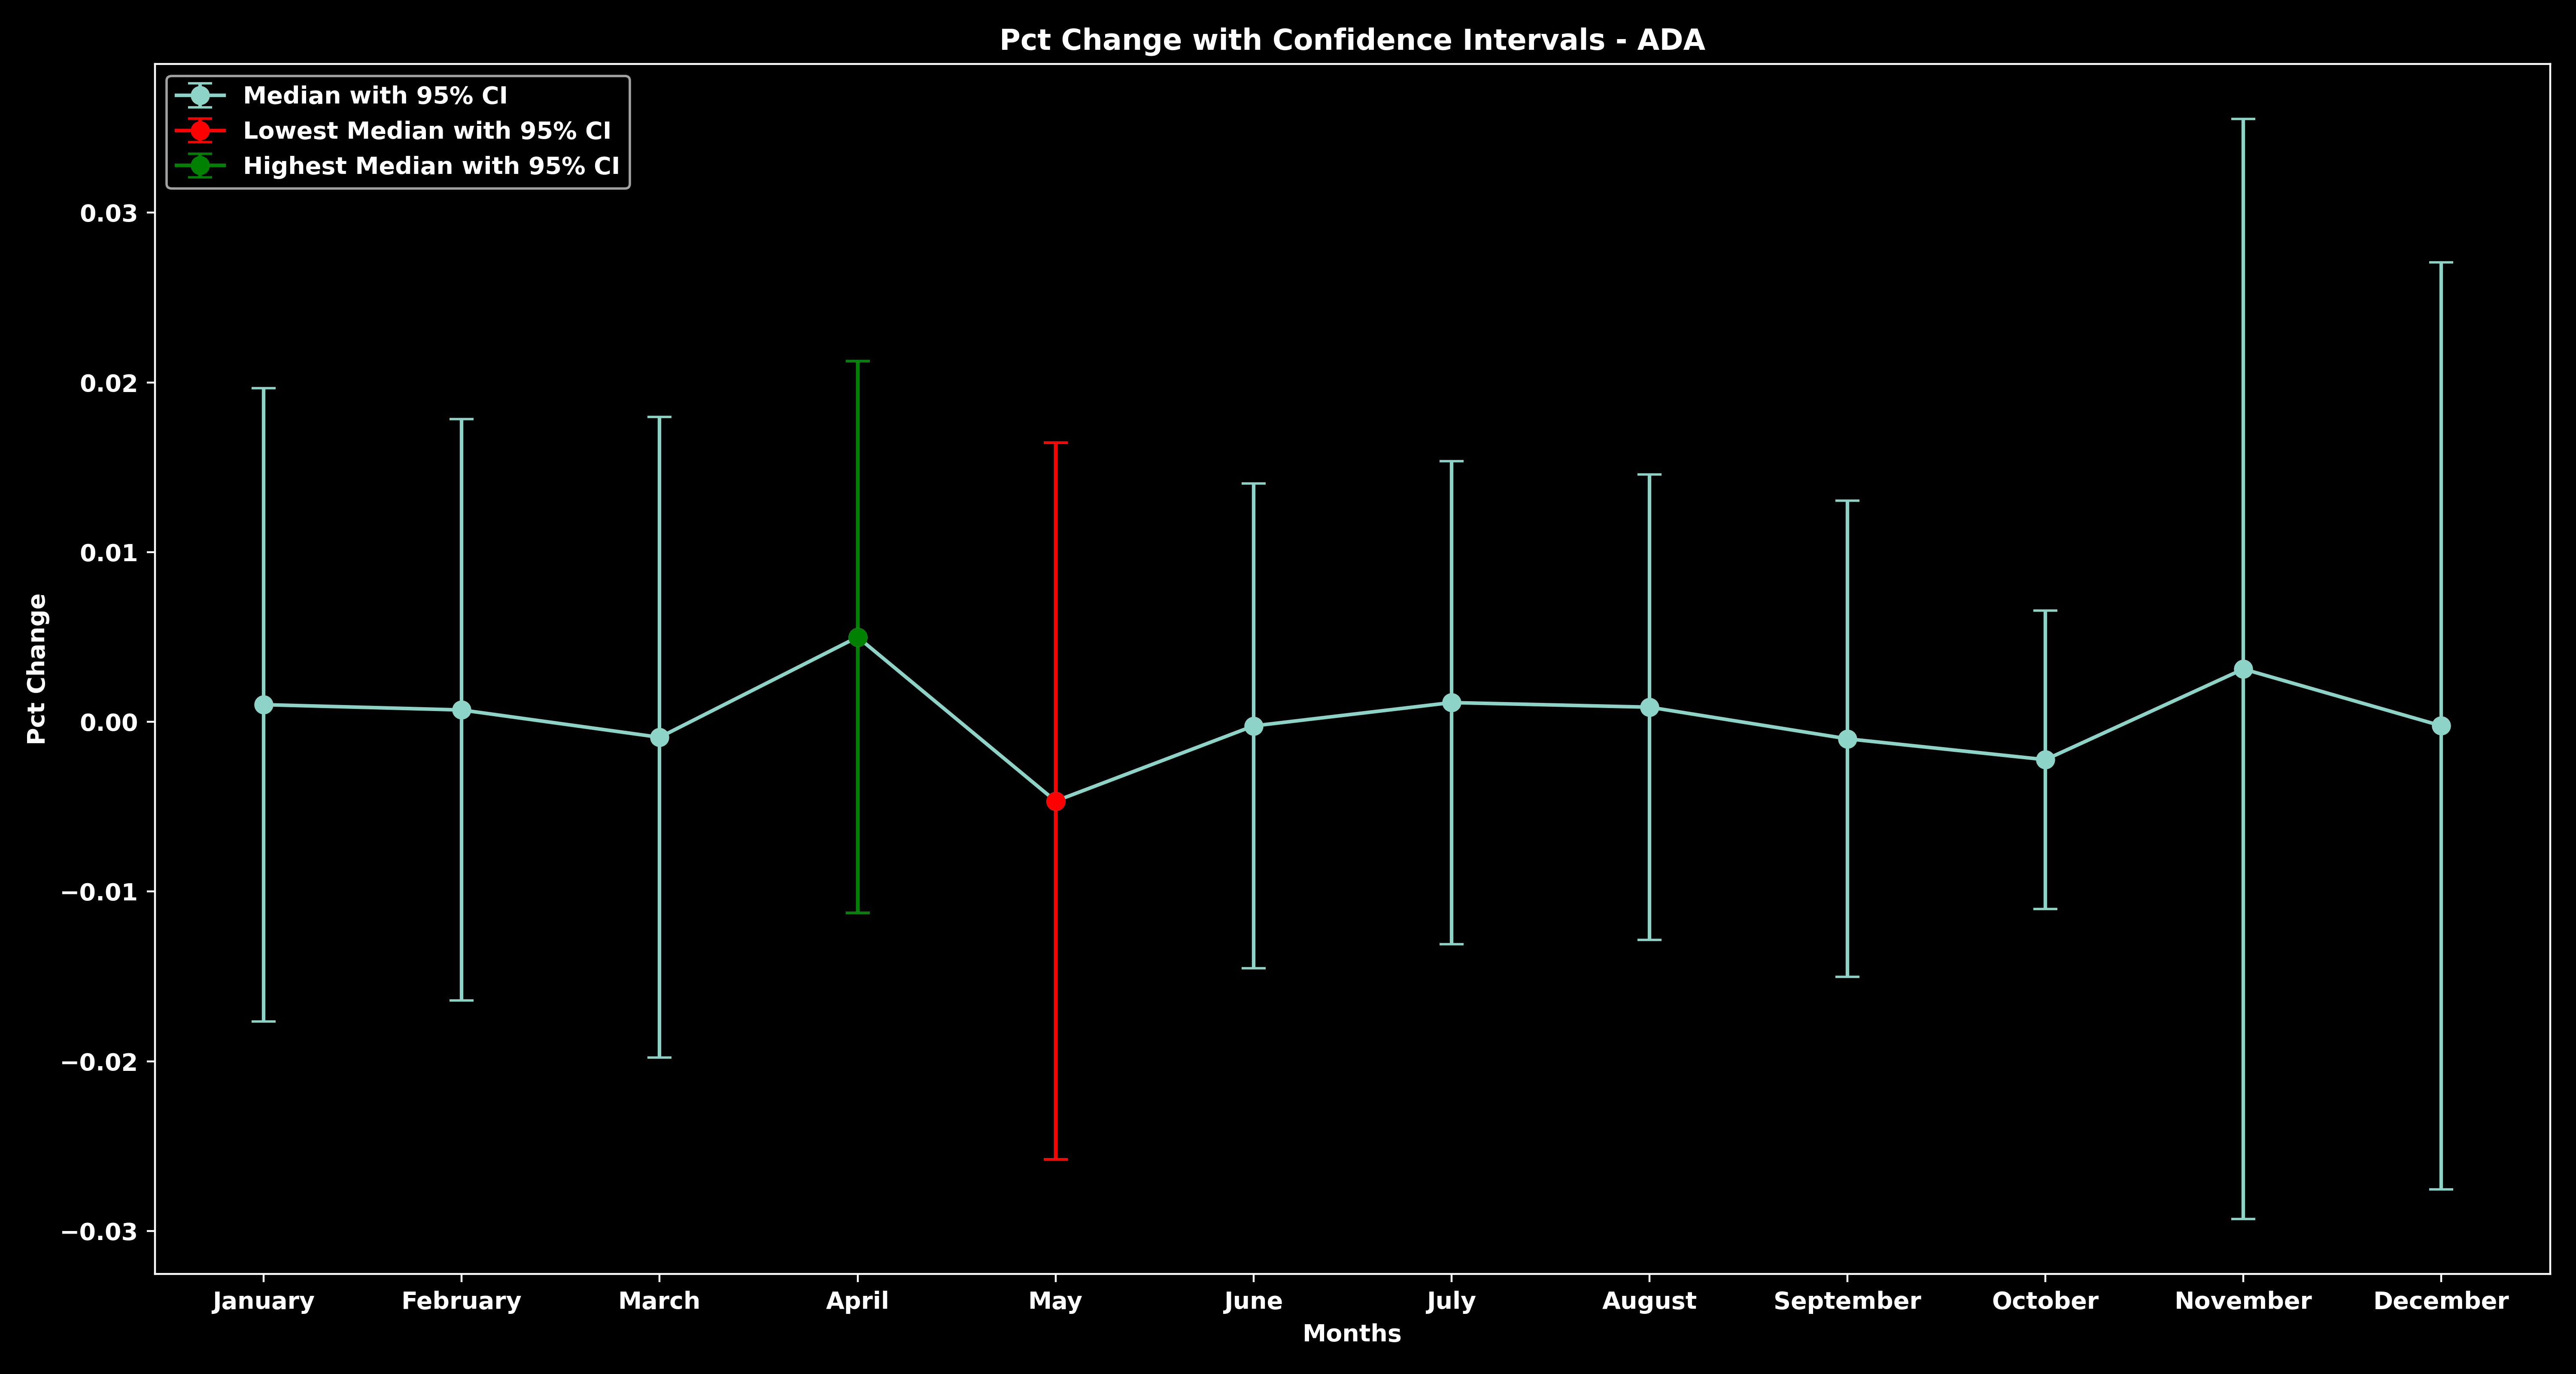 Pct Change with Confidence Intervals - ADA
Median with 95% CI
Lowest Median with 95% CI
Highest Median with 95% CI
Pct Change
0.03
0.02
0.01
0.00
−0.01
−0.02
−0.03
January February March April May June July August September October November December
Months